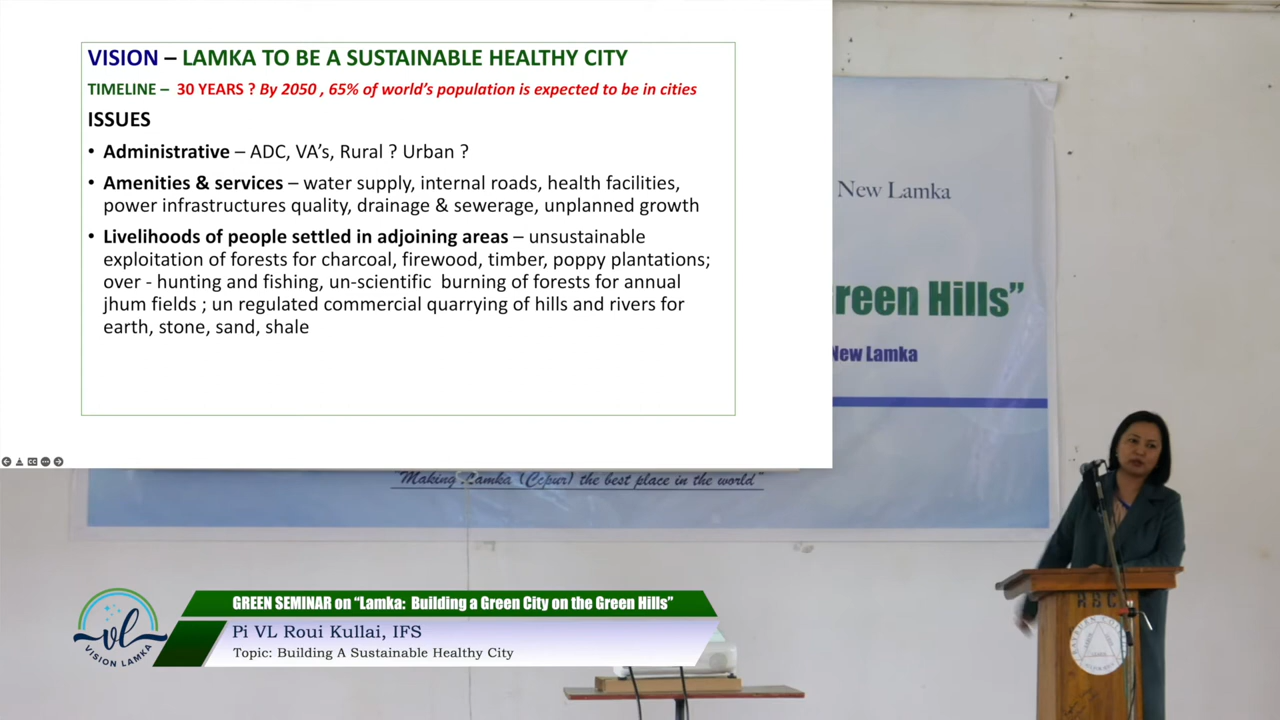 VISION – LAMKA TO BE A SUSTAINABLE HEALTHY CITY
TIMELINE – 30 YEARS ? By 2050 , 65% of world's population is expected to be in cities
ISSUES
• Administrative – ADC, VA's, Rural ? Urban ?
• Amenities & services – water supply, internal roads, health facilities,
power infrastructures quality, drainage & sewerage, unplanned growth
• Livelihoods of people settled in adjoining areas – unsustainable
exploitation of forests for charcoal, firewood, timber, poppy plantations;
over - hunting and fishing, un-scientific burning of forests for annual
jhum fields ; un regulated commercial quarrying of hills and rivers for
earth, stone, sand, shale
New Lamka
reen Hills”
New Lamka
"Making Lamka (Ccpur) the best place in the world"
GREEN SEMINAR on “Lamka: Building a Green City on the Green Hills”
Pi VL Roui Kullai, IFS
Topic: Building A Sustainable Healthy City
vl
VISION LAMKA